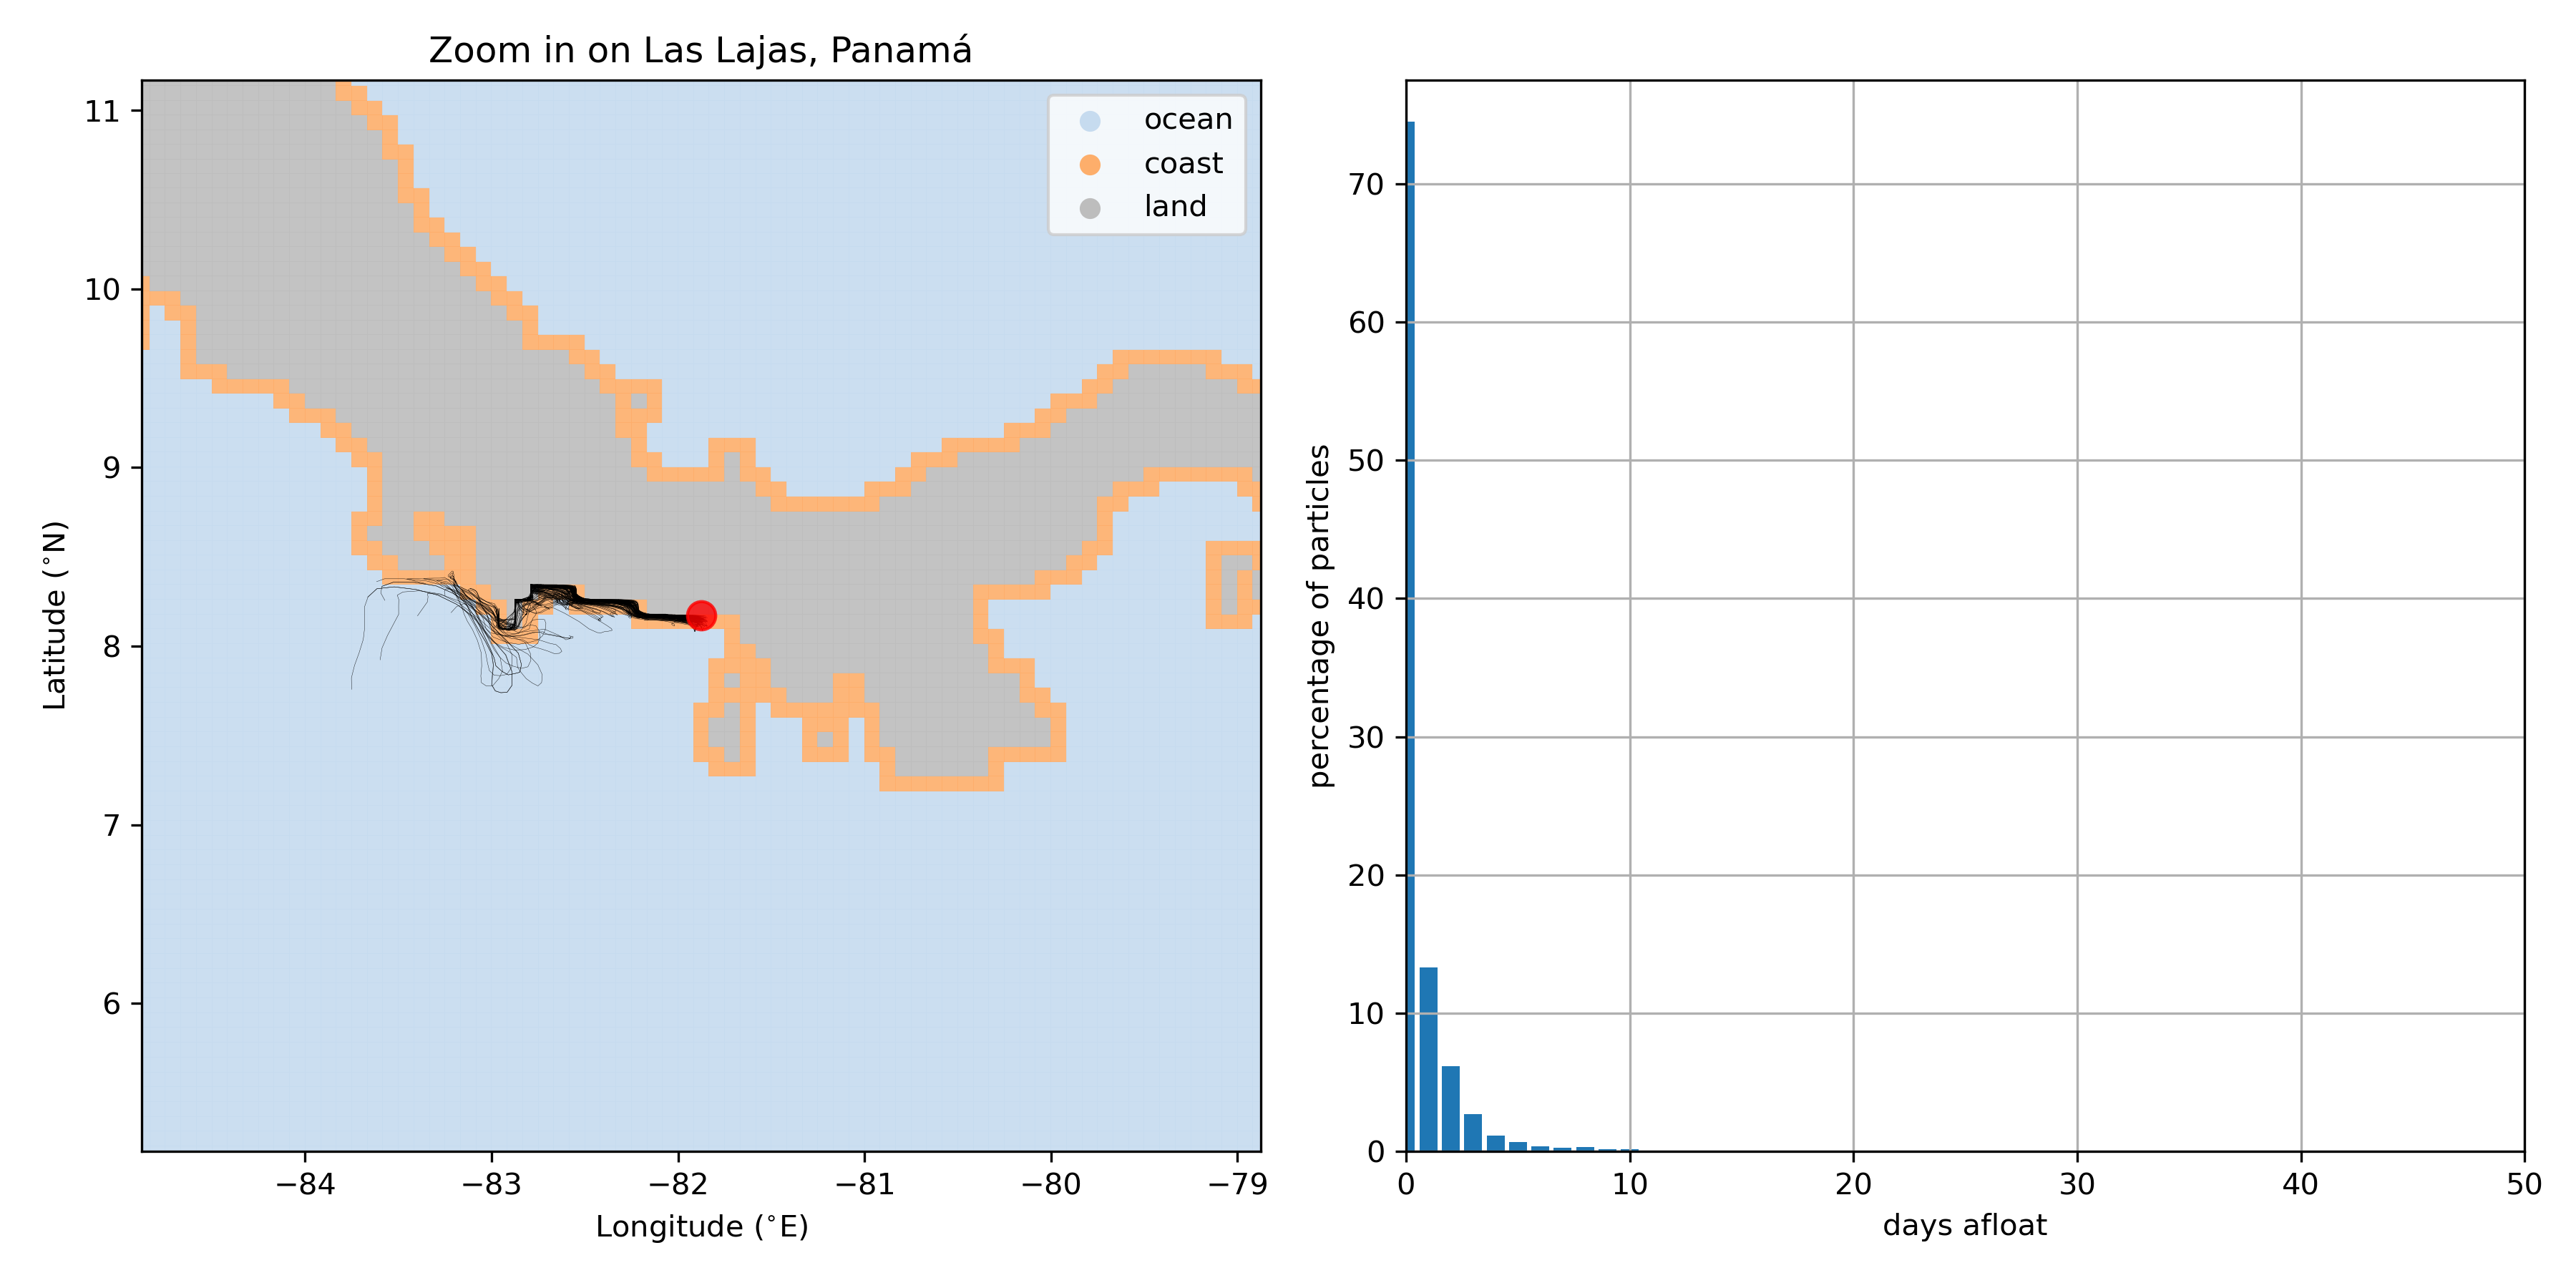 Zoom in on Las Lajas, Panamá
ocean
coast
land
11
10
9
8
7
6
Latitude (°N)
−84 −83 −82 −81 −80 −79
Longitude (°E)
70
60
50
40
30
20
10
0
percentage of particles
0 10 20 30 40 50
days afloat